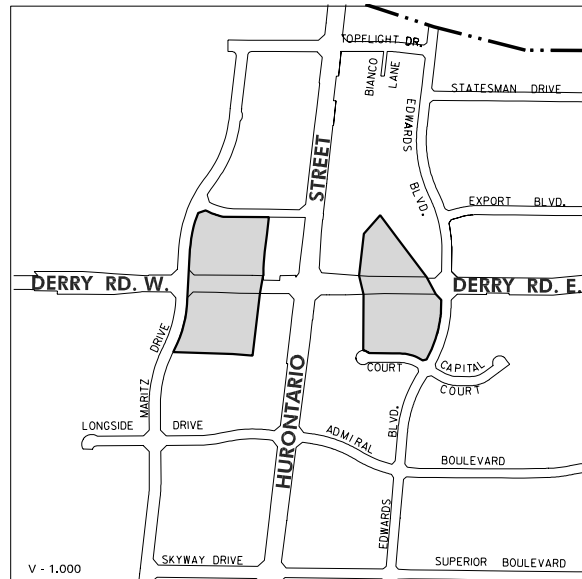 TOPFLIGHT DR.
BIANCO
LANE
STATESMAN DRIVE
EDWARDS
BLVD.
STREET
EXPORT BLVD.
DERRY RD. W.
DERRY RD. E.
MARITZ
DRIVE
COURT
CAPITAL
COURT
HURONTARIO
LONGSIDE DRIVE
ADMIRAL
BLVD.
BOULEVARD
EDWARDS
SKYWAY DRIVE
SUPERIOR BOULEVARD
V - 1.000